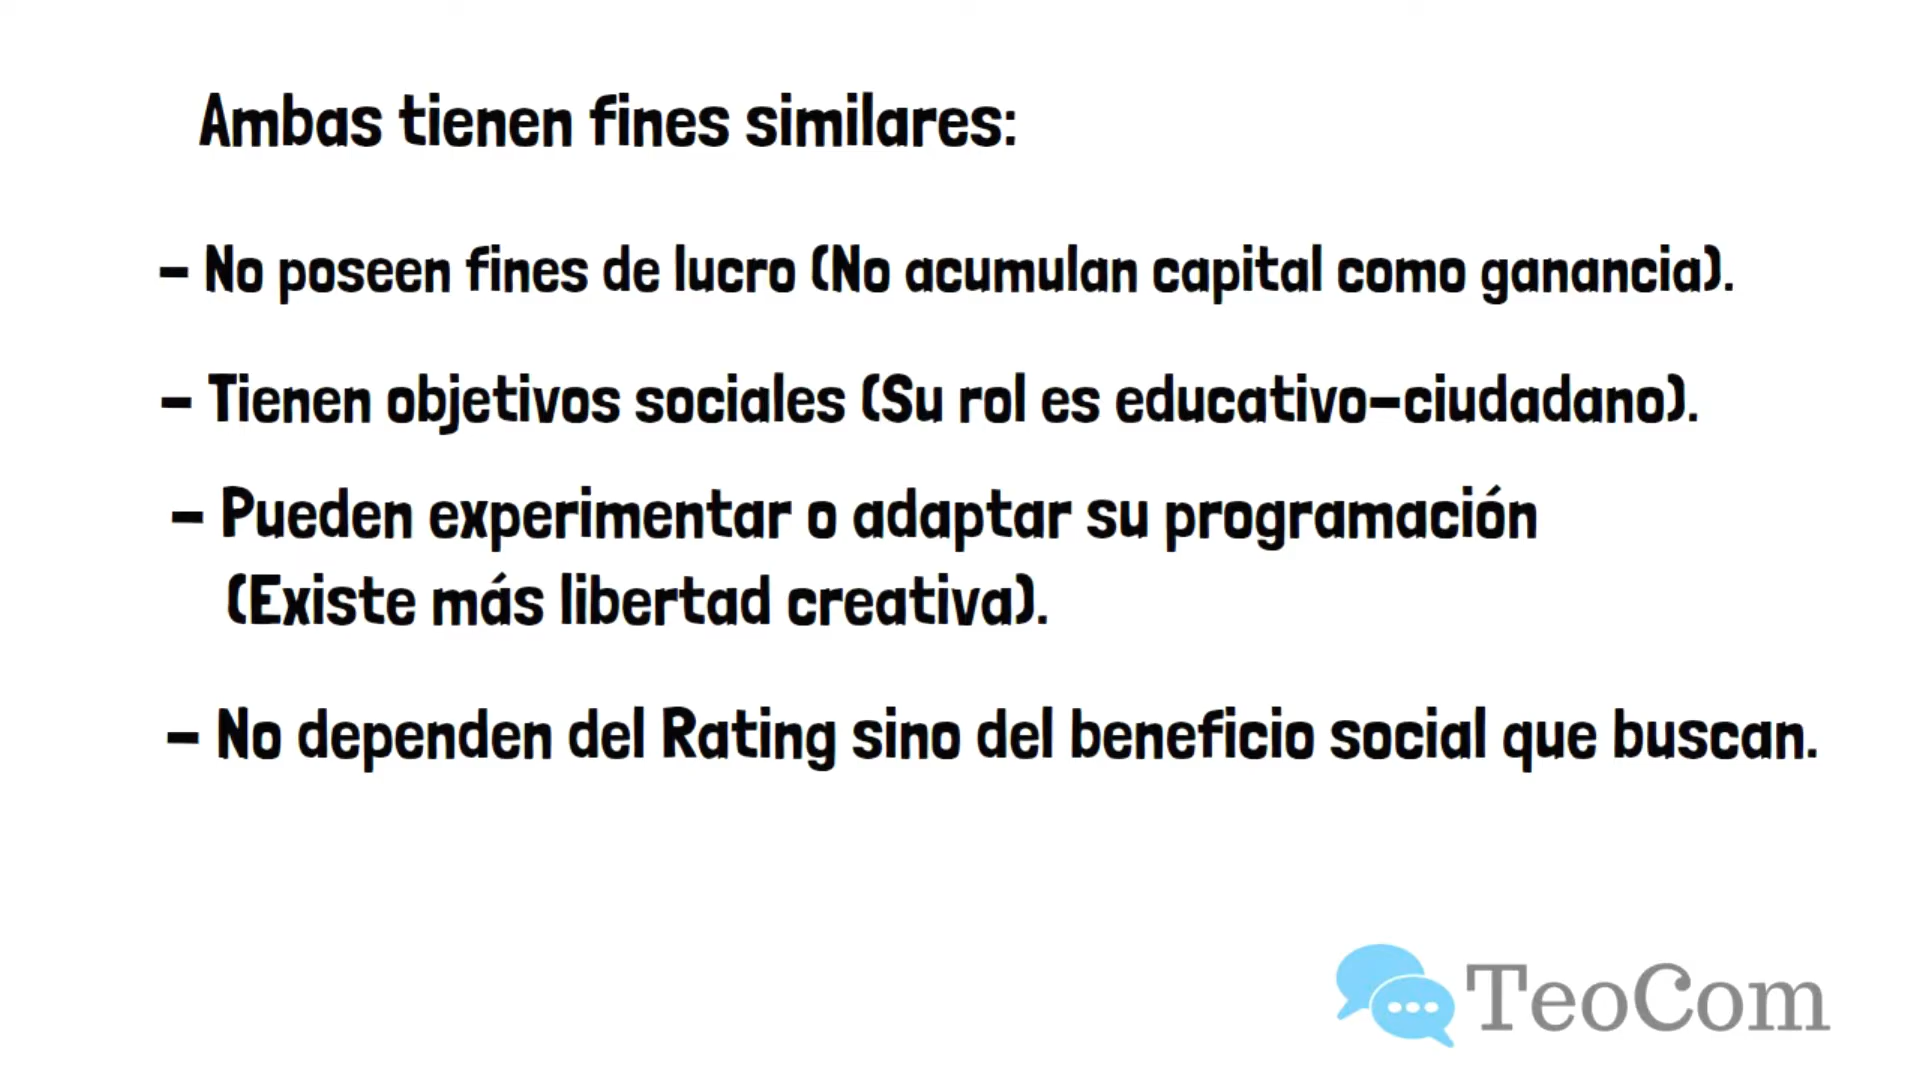 Ambas tienen fines similares:
- No poseen fines de lucro (No acumulan capital como ganancia).
- Tienen objetivos sociales (Su rol es educativo-ciudadano).
- Pueden experimentar o adaptar su programación
(Existe más libertad creativa).
- No dependen del Rating sino del beneficio social que buscan.
TeoCom